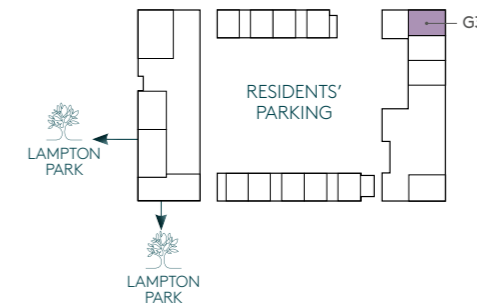 G3
RESIDENTS’
PARKING
LAMPTON
PARK
LAMPTON
PARK